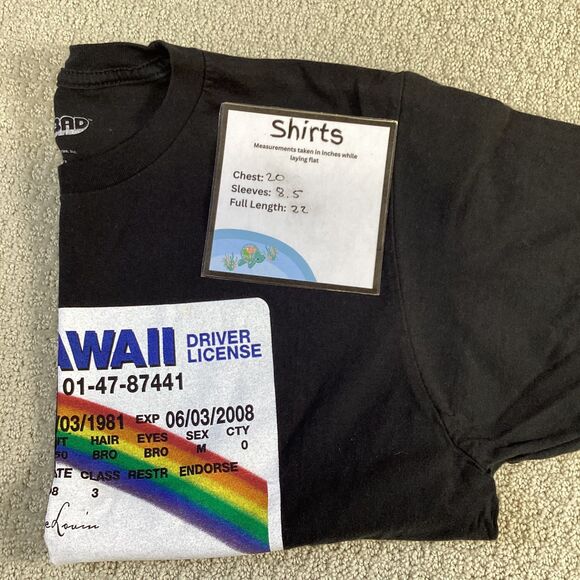 BAD
Shirts
Measurements taken in inches while
laying flat
Chest: 20
Sleeves: 8.5
Full Length: 22
AWAII
DRIVER
LICENSE
01-47-87441
/03/1981 EXP 06/03/2008
HAIR EYES SEX CTY
BRO BRO M 0
CLASS RESTR ENDORSE
3
Lovin